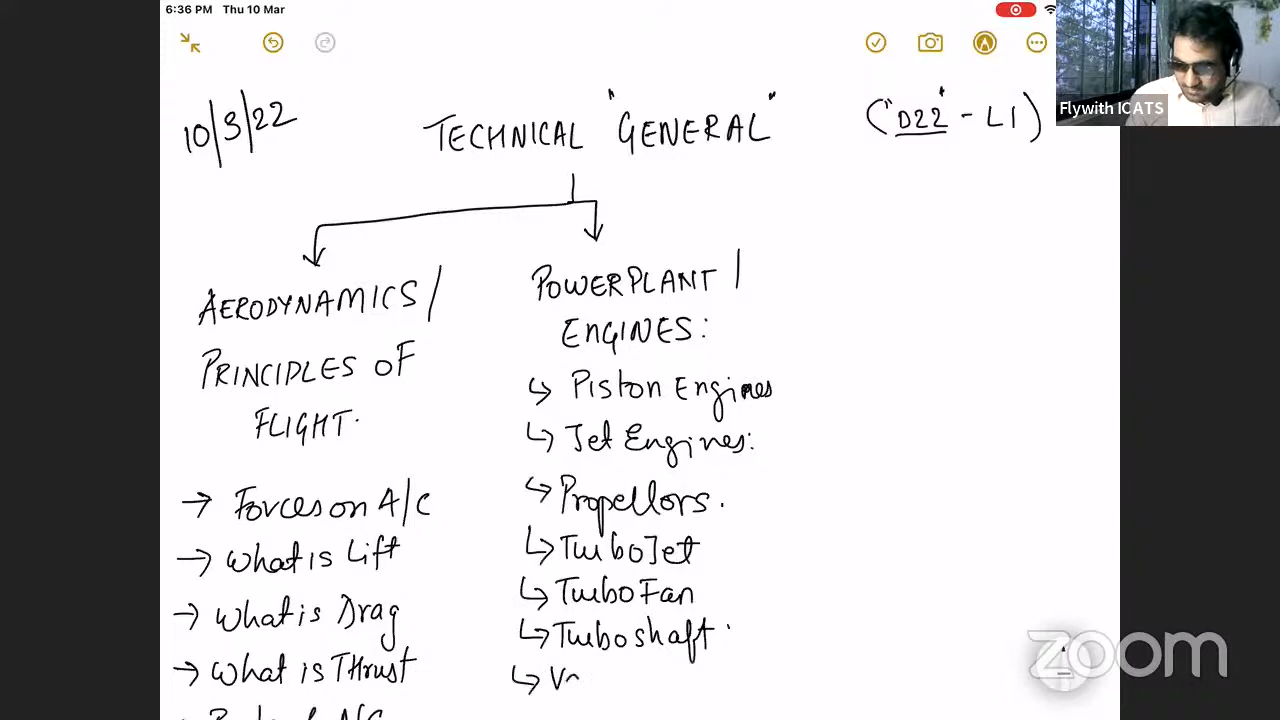 6:36 PM Thu 10 Mar
Flywith ICATS
10/3/22
TECHNICAL "GENERAL"
("D22" - L1)
AERODYNAMICS/
PRINCIPLES OF
FLIGHT.
→ Forces on A/C
→ What is Lift
→ What is Drag
→ What is Thrust
POWERPLANT/
ENGINES:
↳ Piston Engines
↳ Jet Engines:
↳ Propellors.
↳ TurboJet
↳ TurboFan
↳ Turboshaft.
zoom